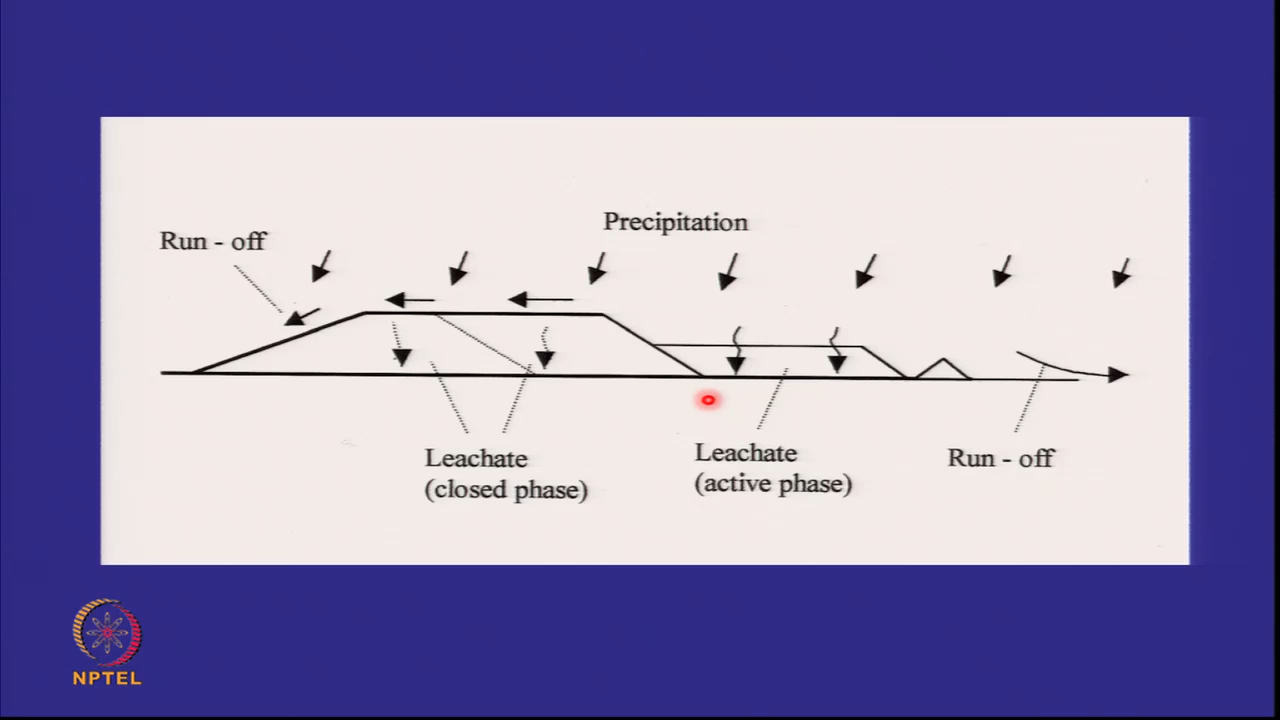 Precipitation
Run - off
Leachate
(closed phase)
Leachate
(active phase)
Run - off
NPTEL